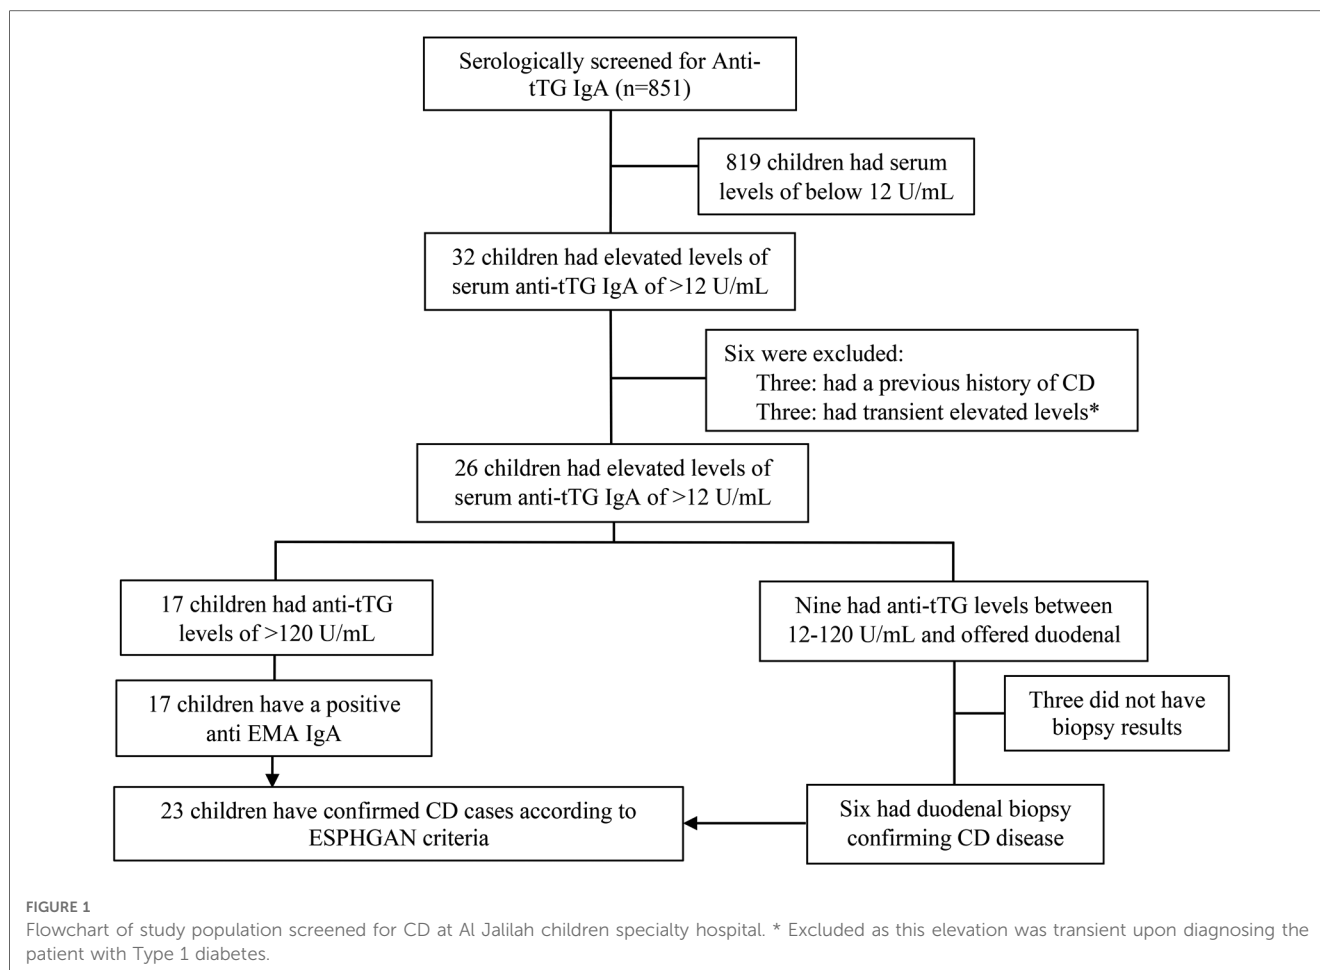 Serologically screened for Anti-
tTG IgA (n=851)
819 children had serum
levels of below 12 U/mL
32 children had elevated levels of
serum anti-tTG IgA of >12 U/mL
Six were excluded:
Three: had a previous history of CD
Three: had transient elevated levels*
26 children had elevated levels of
serum anti-tTG IgA of >12 U/mL
17 children had anti-tTG
levels of >120 U/mL
Nine had anti-tTG levels between
12-120 U/mL and offered duodenal
17 children have a positive
anti EMA IgA
Three did not have
biopsy results
23 children have confirmed CD cases according to
ESPHGAN criteria
Six had duodenal biopsy
confirming CD disease
FIGURE 1
Flowchart of study population screened for CD at Al Jalilah children specialty hospital. * Excluded as this elevation was transient upon diagnosing the
patient with Type 1 diabetes.